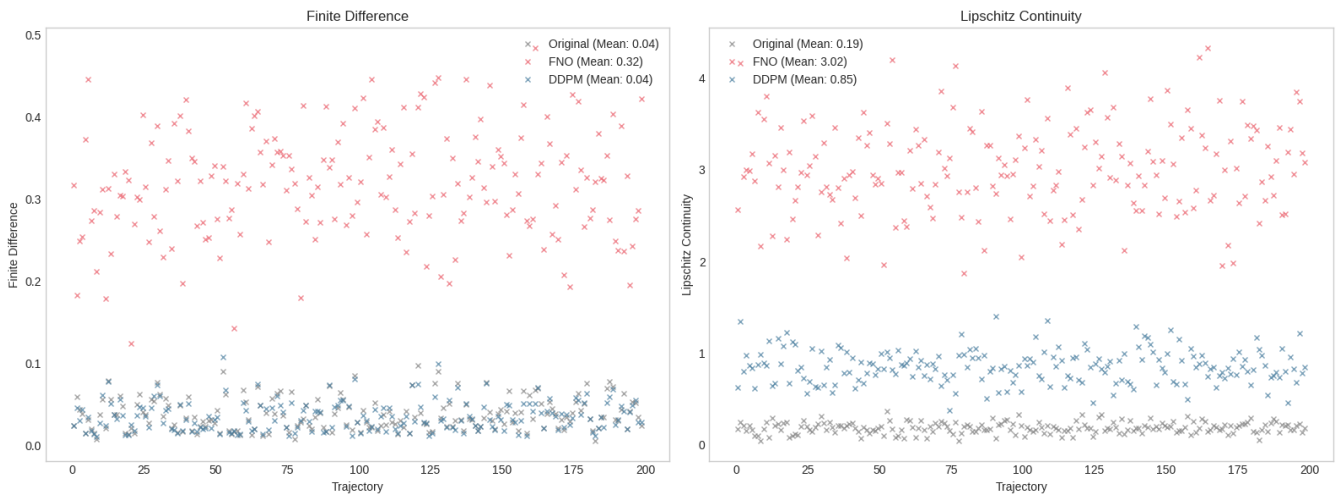 Finite Difference
Original (Mean: 0.04)
FNO (Mean: 0.32)
DDPM (Mean: 0.04)
0.5
0.4
0.3
0.2
0.1
0.0
Finite Difference
0 25 50 75 100 125 150 175 200
Trajectory
Lipschitz Continuity
Original (Mean: 0.19)
FNO (Mean: 3.02)
DDPM (Mean: 0.85)
4
3
2
1
0
Lipschitz Continuity
0 25 50 75 100 125 150 175 200
Trajectory